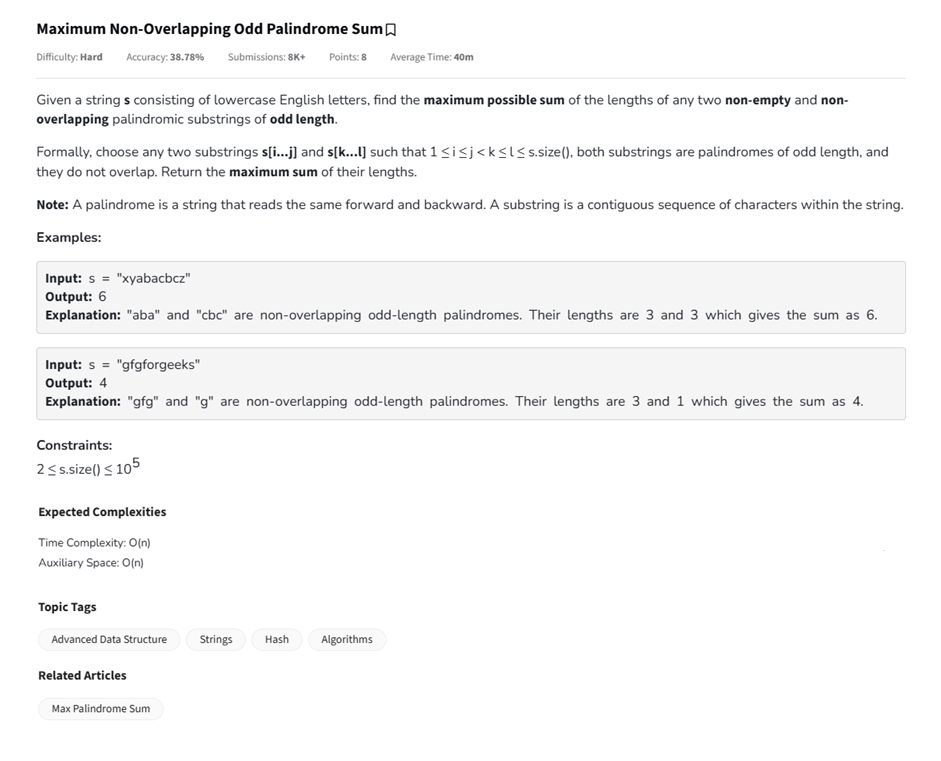 Maximum Non-Overlapping Odd Palindrome Sum
Difficulty: Hard Accuracy: 38.78% Submissions: 8K+ Points: 8 Average Time: 40m
Given a string s consisting of lowercase English letters, find the maximum possible sum of the lengths of any two non-empty and non-
overlapping palindromic substrings of odd length.
Formally, choose any two substrings s[i...j] and s[k...l] such that 1 ≤ i ≤ j < k ≤ l ≤ s.size(), both substrings are palindromes of odd length, and
they do not overlap. Return the maximum sum of their lengths.
Note: A palindrome is a string that reads the same forward and backward. A substring is a contiguous sequence of characters within the string.
Examples:
Input: s = "xyabacbcz"
Output: 6
Explanation: "aba" and "cbc" are non-overlapping odd-length palindromes. Their lengths are 3 and 3 which gives the sum as 6.
Input: s = "gfgforgeeks"
Output: 4
Explanation: "gfg" and "g" are non-overlapping odd-length palindromes. Their lengths are 3 and 1 which gives the sum as 4.
Constraints:
2 ≤ s.size() ≤ 10⁵
Expected Complexities
Time Complexity: O(n)
Auxiliary Space: O(n)
Topic Tags
Advanced Data Structure Strings Hash Algorithms
Related Articles
Max Palindrome Sum